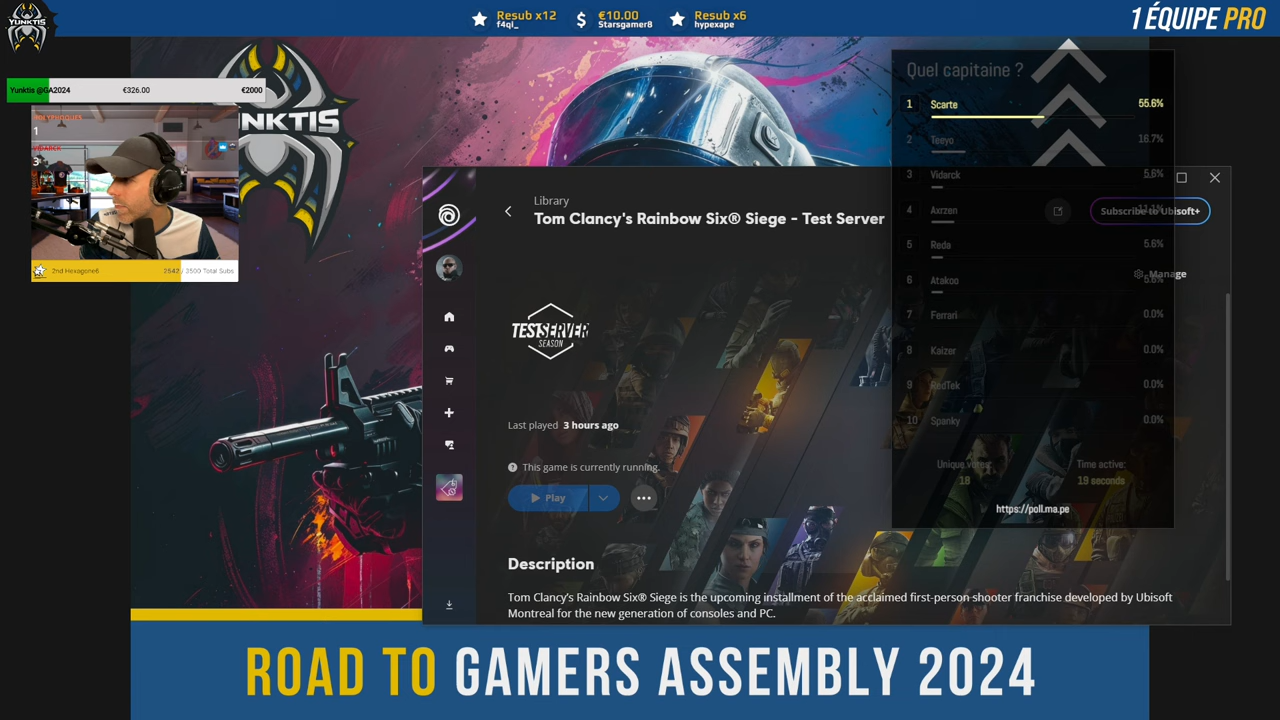 YUNKTIS
Resub x12
f4ql_
$
€10.00
Starsgamer8
Resub x6
hypexape
1 ÉQUIPE PRO
Yunktis @GA2024
€326.00
€2000
1
3
2nd Hexagone6
2547 / 3500 Total Subs
NKTIS
Quel capitaine ?
1 Scarte 55.6%
2 Teeyo 16.7%
3 Vidarck 5.6%
4 Axrzen 11.1%
5 Reda 5.6%
6 Atakoo 5.6%
7 Ferrari 0.0%
8 Kaizer 0.0%
9 RedTek 0.0%
10 Spanky 0.0%
Unique votes:
18
Time active:
19 seconds
https://poll.ma.pe
Library
Tom Clancy's Rainbow Six® Siege - Test Server
Subscribe to Ubisoft+
Manage
TEST SERVER
SEASON
Last played 3 hours ago
This game is currently running.
Play
Description
Tom Clancy's Rainbow Six® Siege is the upcoming installment of the acclaimed first-person shooter franchise developed by Ubisoft
Montreal for the new generation of consoles and PC.
ROAD TO GAMERS ASSEMBLY 2024